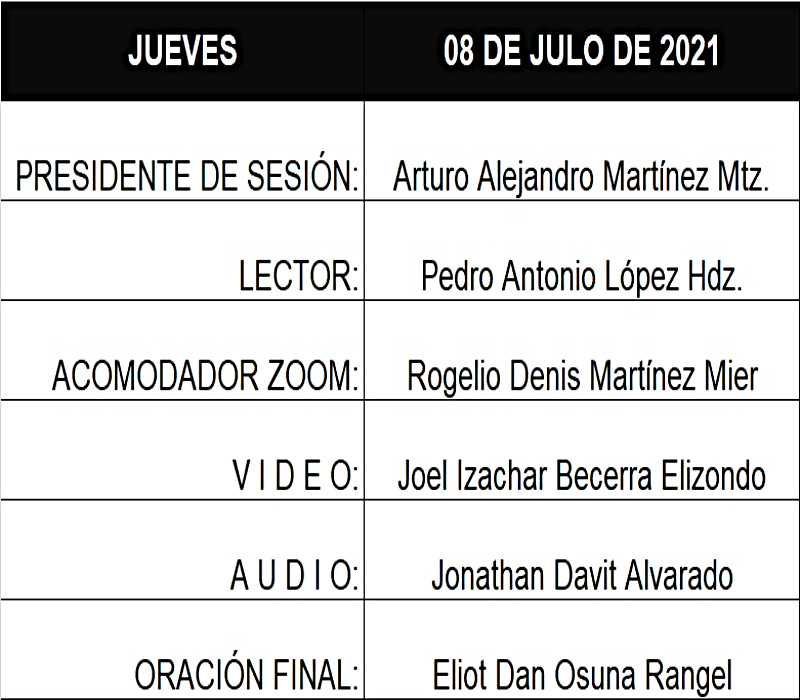 JUEVES 08 DE JULO DE 2021
PRESIDENTE DE SESIÓN: Arturo Alejandro Martínez Mtz.
LECTOR: Pedro Antonio López Hdz.
ACOMODADOR ZOOM: Rogelio Denis Martínez Mier
V I D E O: Joel Izachar Becerra Elizondo
A U D I O: Jonathan Davit Alvarado
ORACIÓN FINAL: Eliot Dan Osuna Rangel